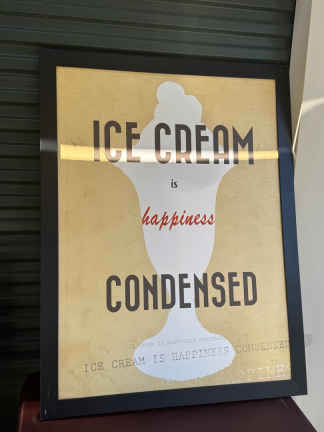 ICE CREAM
is
happiness
CONDENSED
ICE CREAM IS HAPPINESS CONDENSED